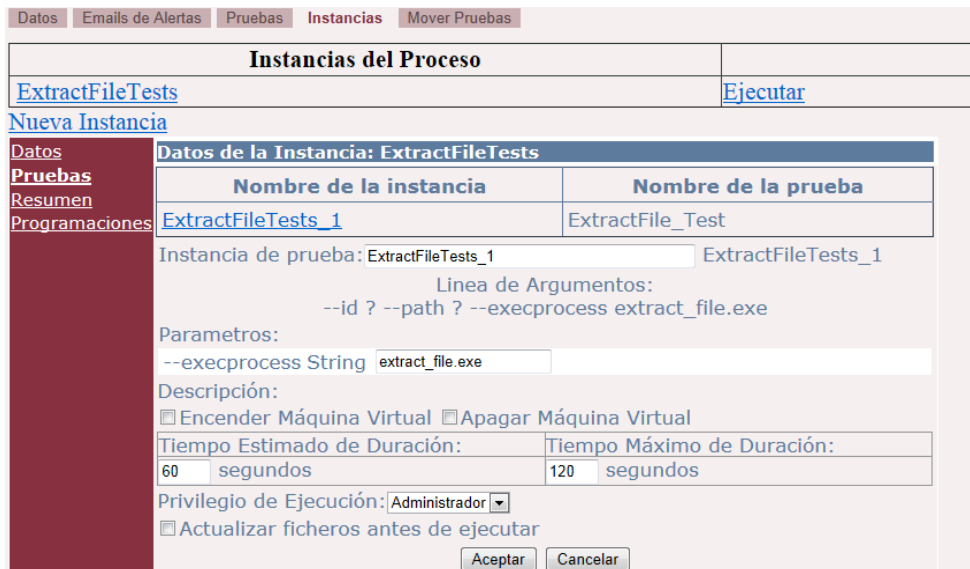 Datos Emails de Alertas Pruebas Instancias Mover Pruebas
Instancias del Proceso
ExtractFileTests Ejecutar
Nueva Instancia
Datos
Pruebas
Resumen
Programaciones
Datos de la Instancia: ExtractFileTests
Nombre de la instancia Nombre de la prueba
ExtractFileTests_1 ExtractFile_Test
Instancia de prueba: ExtractFileTests_1 ExtractFileTests_1
Linea de Argumentos:
--id ? --path ? --execprocess extract_file.exe
Parametros:
--execprocess String extract_file.exe
Descripción:
Encender Máquina Virtual Apagar Máquina Virtual
Tiempo Estimado de Duración: Tiempo Máximo de Duración:
60 segundos 120 segundos
Privilegio de Ejecución: Administrador
Actualizar ficheros antes de ejecutar
Aceptar Cancelar